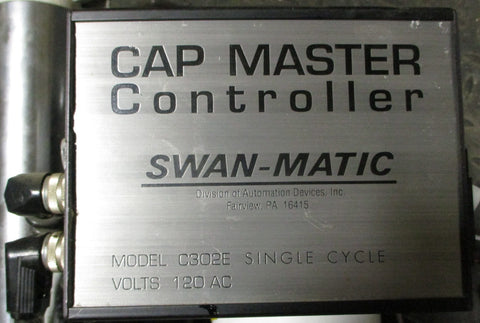 CAP MASTER
Controller
SWAN-MATIC
Division of Automation Devices, Inc.
Fairview, PA 16415
MODEL C302E SINGLE CYCLE
VOLTS 120 AC